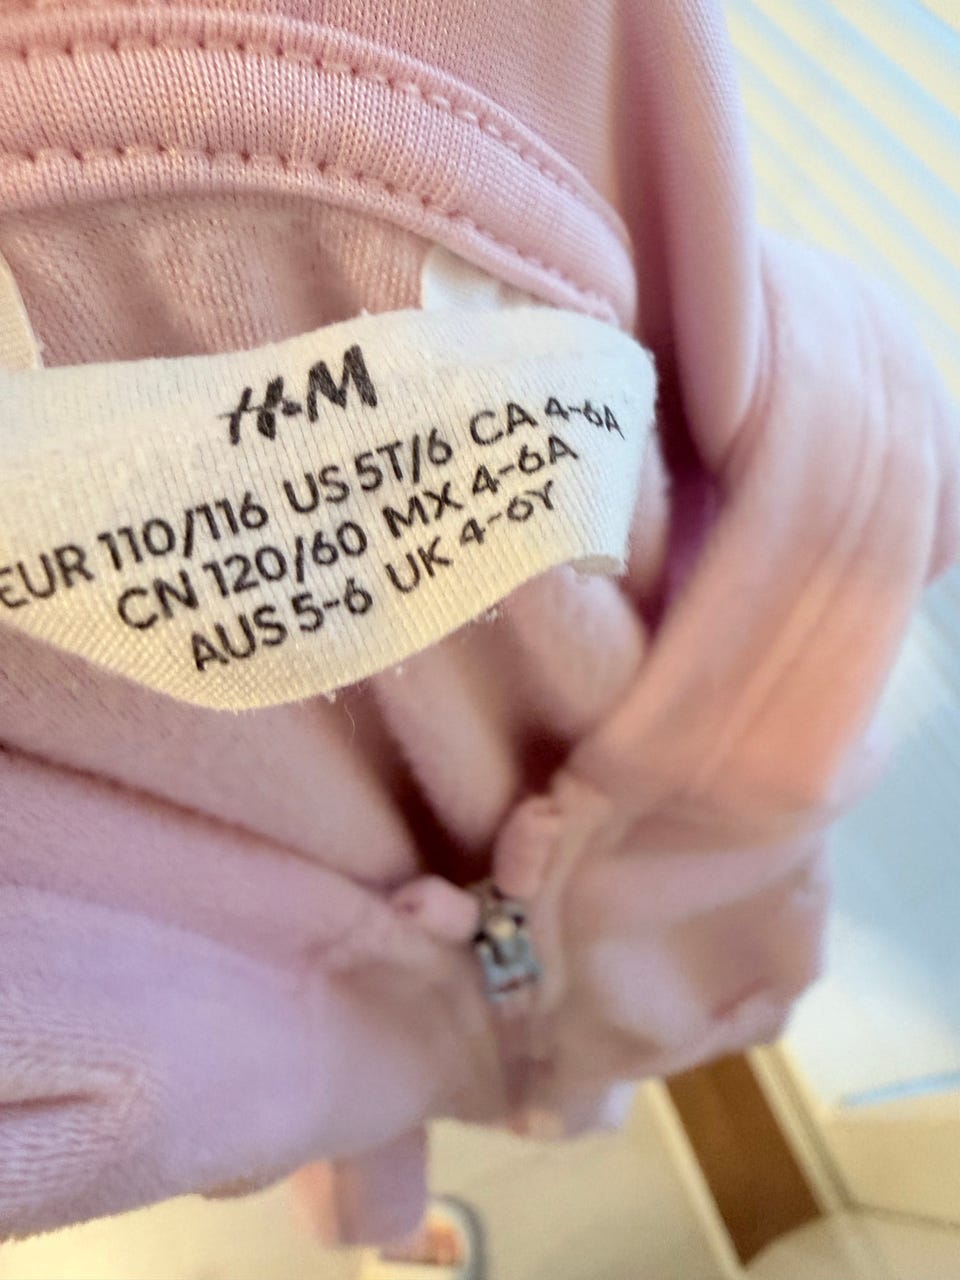 H&M
EUR 110/116 US 5T/6 CA 4-6A
CN 120/60 MX 4-6A
AUS 5-6 UK 4-6Y